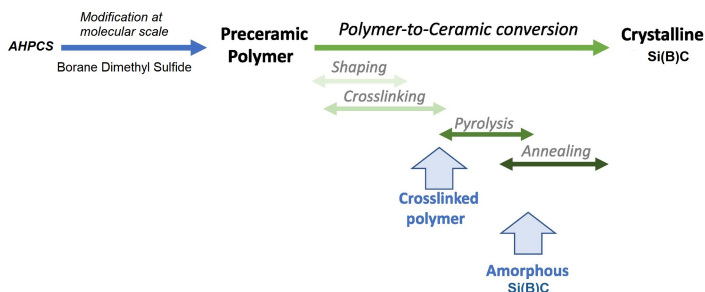 Modification at
molecular scale
AHPCS
Borane Dimethyl Sulfide
Preceramic
Polymer
Polymer-to-Ceramic conversion
Crystalline
Si(B)C
Shaping
Crosslinking
Pyrolysis
Annealing
Crosslinked
polymer
Amorphous
Si(B)C